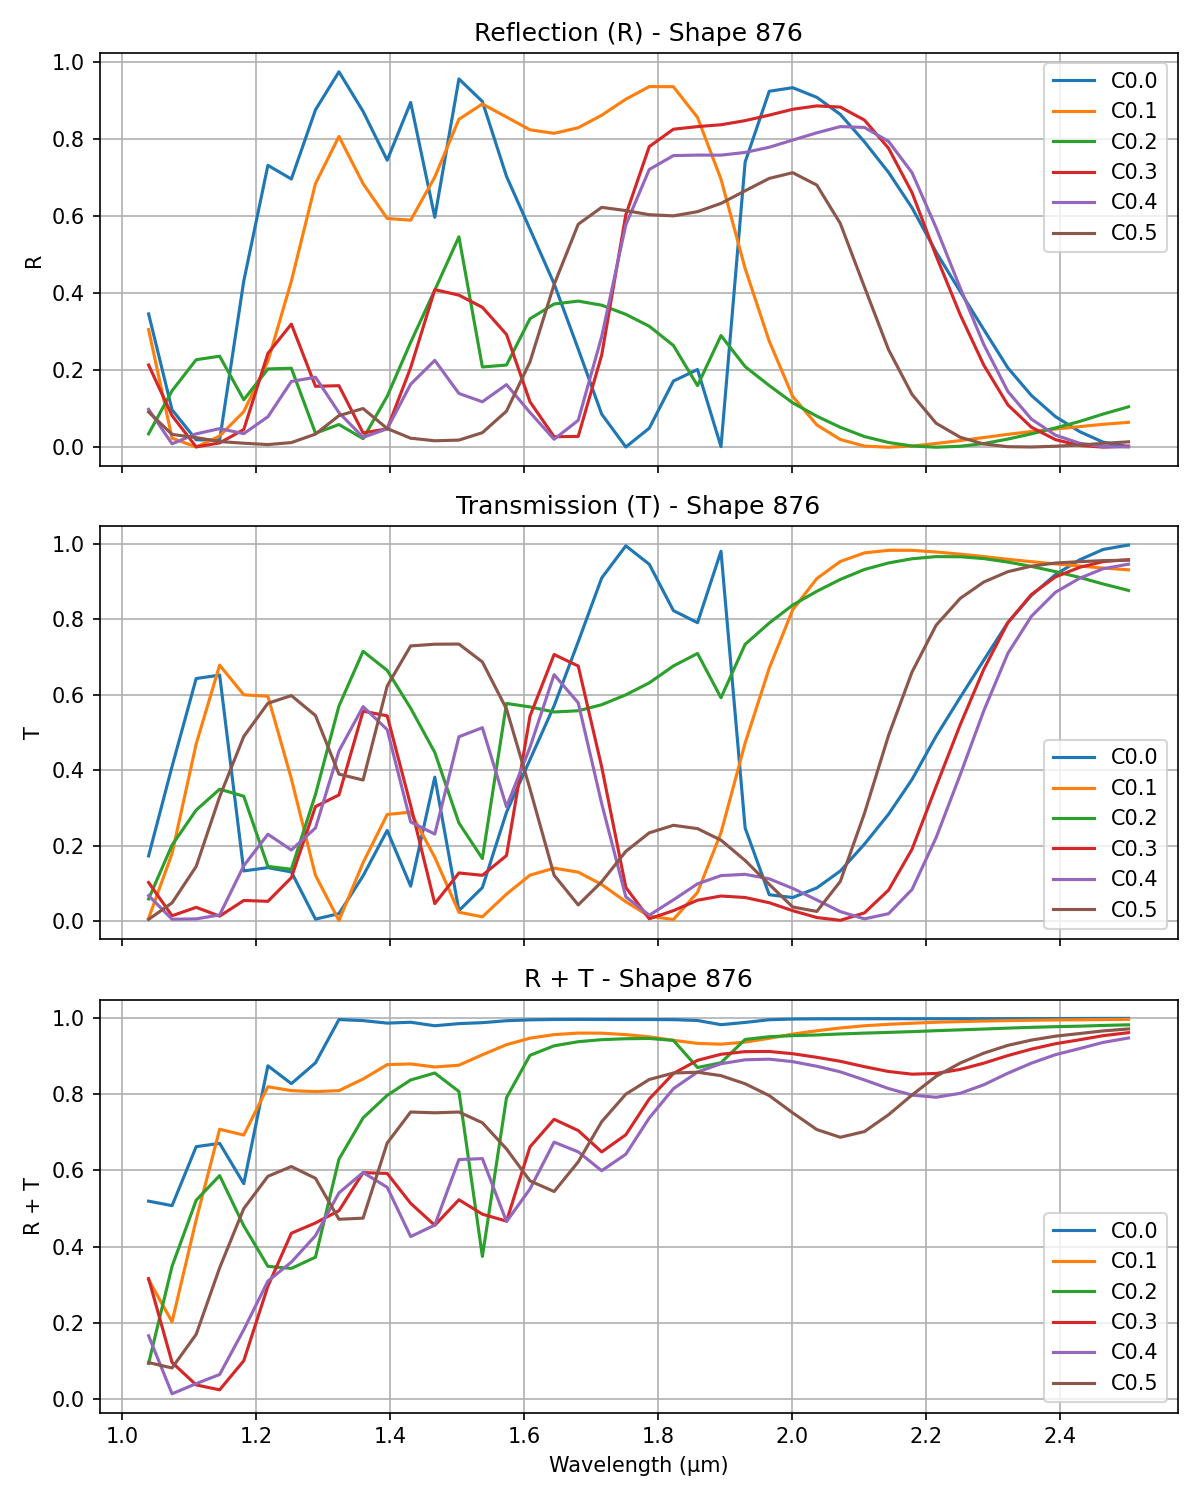 Reflection (R) - Shape 876
1.0
0.8
0.6
0.4
0.2
0.0
R
C0.0
C0.1
C0.2
C0.3
C0.4
C0.5
Transmission (T) - Shape 876
1.0
0.8
0.6
0.4
0.2
0.0
T
C0.0
C0.1
C0.2
C0.3
C0.4
C0.5
R + T - Shape 876
1.0
0.8
0.6
0.4
0.2
0.0
R + T
C0.0
C0.1
C0.2
C0.3
C0.4
C0.5
1.0 1.2 1.4 1.6 1.8 2.0 2.2 2.4
Wavelength (µm)